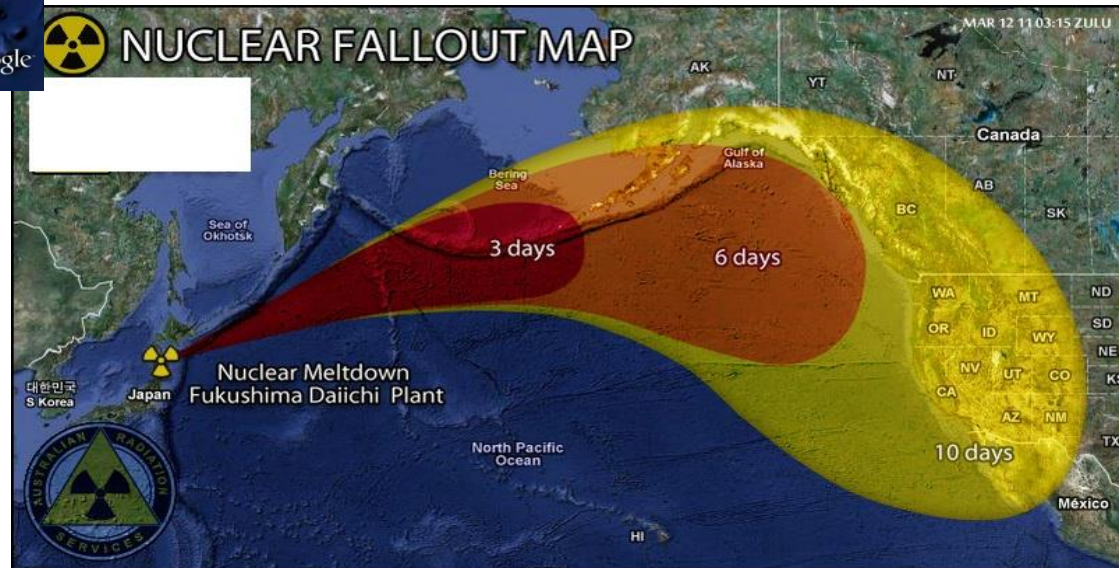 gle
NUCLEAR FALLOUT MAP
MAR 12 11 03:15 ZULU
AK
YT
NT
Canada
Gulf of
Alaska
Bering
Sea
AB
BC
SK
Sea of
Okhotsk
3 days
6 days
WA
MT
ND
OR
ID
SD
WY
NE
NV
UT
CO
KS
CA
AZ
NM
TX
대한민국
S Korea
Japan
Nuclear Meltdown
Fukushima Daiichi Plant
North Pacific
Ocean
10 days
México
HI
AUSTRALIAN RADIATION
SERVICES